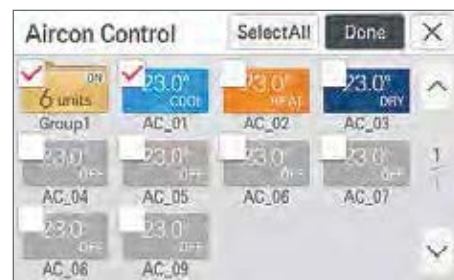 Aircon Control SelectAll Done
ON
6 units 23.0° COOL 23.0° HEAT 23.0° DRY
Group1 AC_01 AC_02 AC_03
23.0 OFF 23.0 OFF 23.0 OFF 23.0 OFF
AC_04 AC_05 AC_06 AC_07
1
1
23.0 OFF 23.0 OFF
AC_08 AC_09